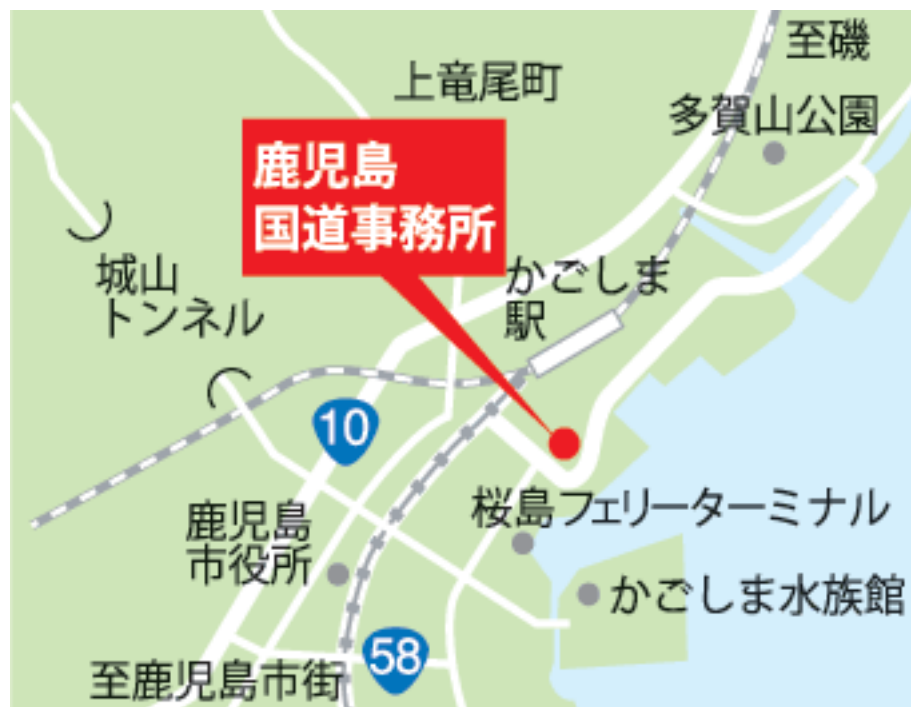 至磯
上竜尾町
多賀山公園
鹿児島
国道事務所
城山
トンネル
かごしま
駅
10
桜島フェリーターミナル
鹿児島
市役所
かごしま水族館
58
至鹿児島市街